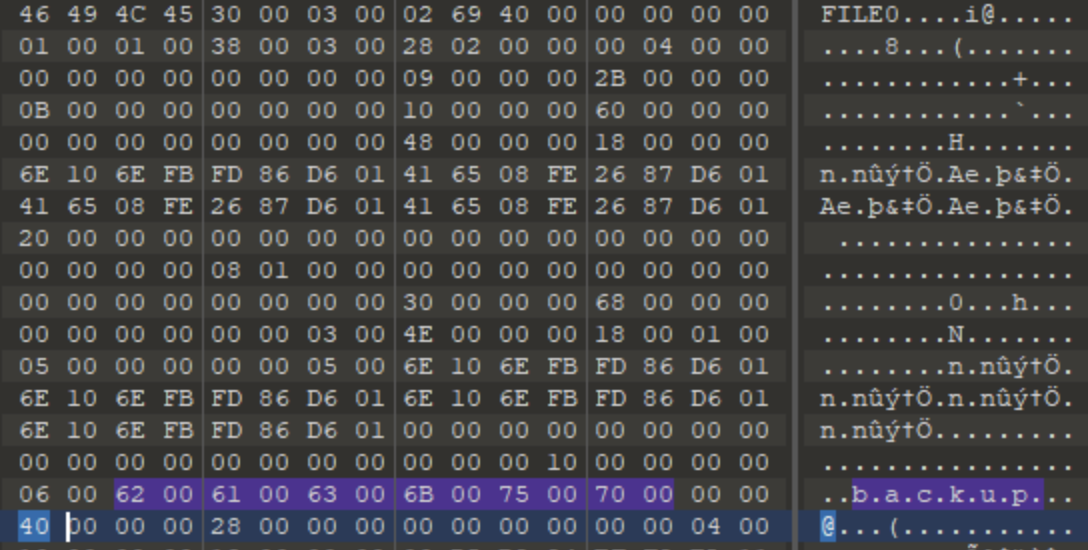 46 49 4C 45 30 00 03 00 02 69 40 00 00 00 00 00 FILE0....i@.....
01 00 01 00 38 00 03 00 28 02 00 00 00 04 00 00 ....8...(.......
00 00 00 00 00 00 00 00 09 00 00 00 2B 00 00 00 ............+...
0B 00 00 00 00 00 00 00 10 00 00 00 60 00 00 00 ............`...
00 00 00 00 00 00 00 00 48 00 00 00 18 00 00 00 ........H.......
6E 10 6E FB FD 86 D6 01 41 65 08 FE 26 87 D6 01 n.nûý†Ö.Ae.þ&‡Ö.
41 65 08 FE 26 87 D6 01 41 65 08 FE 26 87 D6 01 Ae.þ&‡Ö.Ae.þ&‡Ö.
20 00 00 00 00 00 00 00 00 00 00 00 00 00 00 00  ...............
00 00 00 00 08 01 00 00 00 00 00 00 00 00 00 00 ................
00 00 00 00 00 00 00 00 30 00 00 00 68 00 00 00 ........0...h...
00 00 00 00 00 00 03 00 4E 00 00 00 18 00 01 00 ........N.......
05 00 00 00 00 00 05 00 6E 10 6E FB FD 86 D6 01 ........n.nûý†Ö.
6E 10 6E FB FD 86 D6 01 6E 10 6E FB FD 86 D6 01 n.nûý†Ö.n.nûý†Ö.
6E 10 6E FB FD 86 D6 01 00 00 00 00 00 00 00 00 n.nûý†Ö.........
00 00 00 00 00 00 00 00 00 00 00 10 00 00 00 00 ................
06 00 62 00 61 00 63 00 6B 00 75 00 70 00 00 00 ..b.a.c.k.u.p...
40 00 00 00 28 00 00 00 00 00 00 00 00 00 04 00 @...(...........